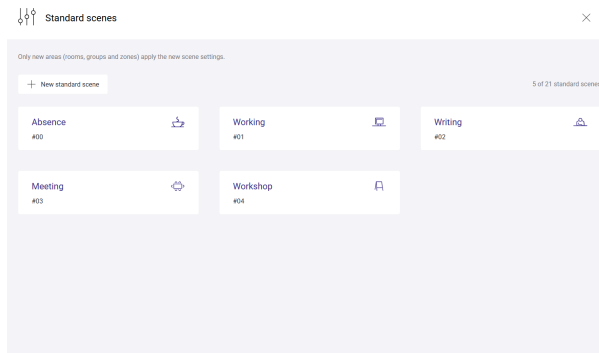 Standard scenes
Only new areas (rooms, groups and zones) apply the new scene settings.
New standard scene
5 of 21 standard scenes
Absence
#00
Working
#01
Writing
#02
Meeting
#03
Workshop
#04